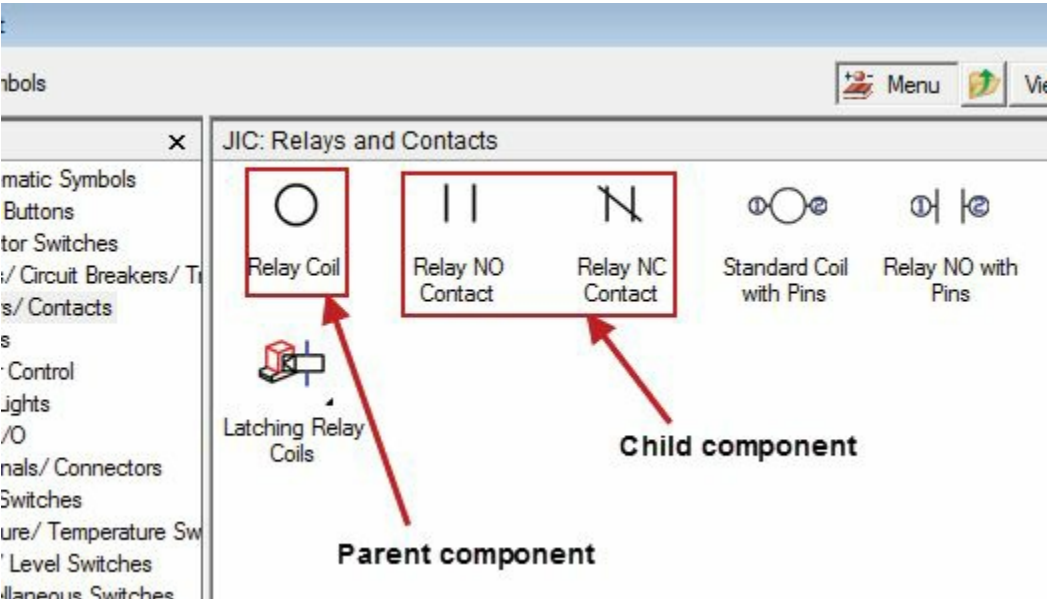 Menu
JIC: Relays and Contacts
matic Symbols
Buttons
tor Switches
/ Circuit Breakers/ Tr
s/ Contacts
s
Control
Lights
/O
nals/ Connectors
Switches
ure/ Temperature Sw
/ Level Switches
ellaneous Switches
Relay Coil
Relay NO
Contact
Relay NC
Contact
Standard Coil
with Pins
Relay NO with
Pins
Latching Relay
Coils
Child component
Parent component